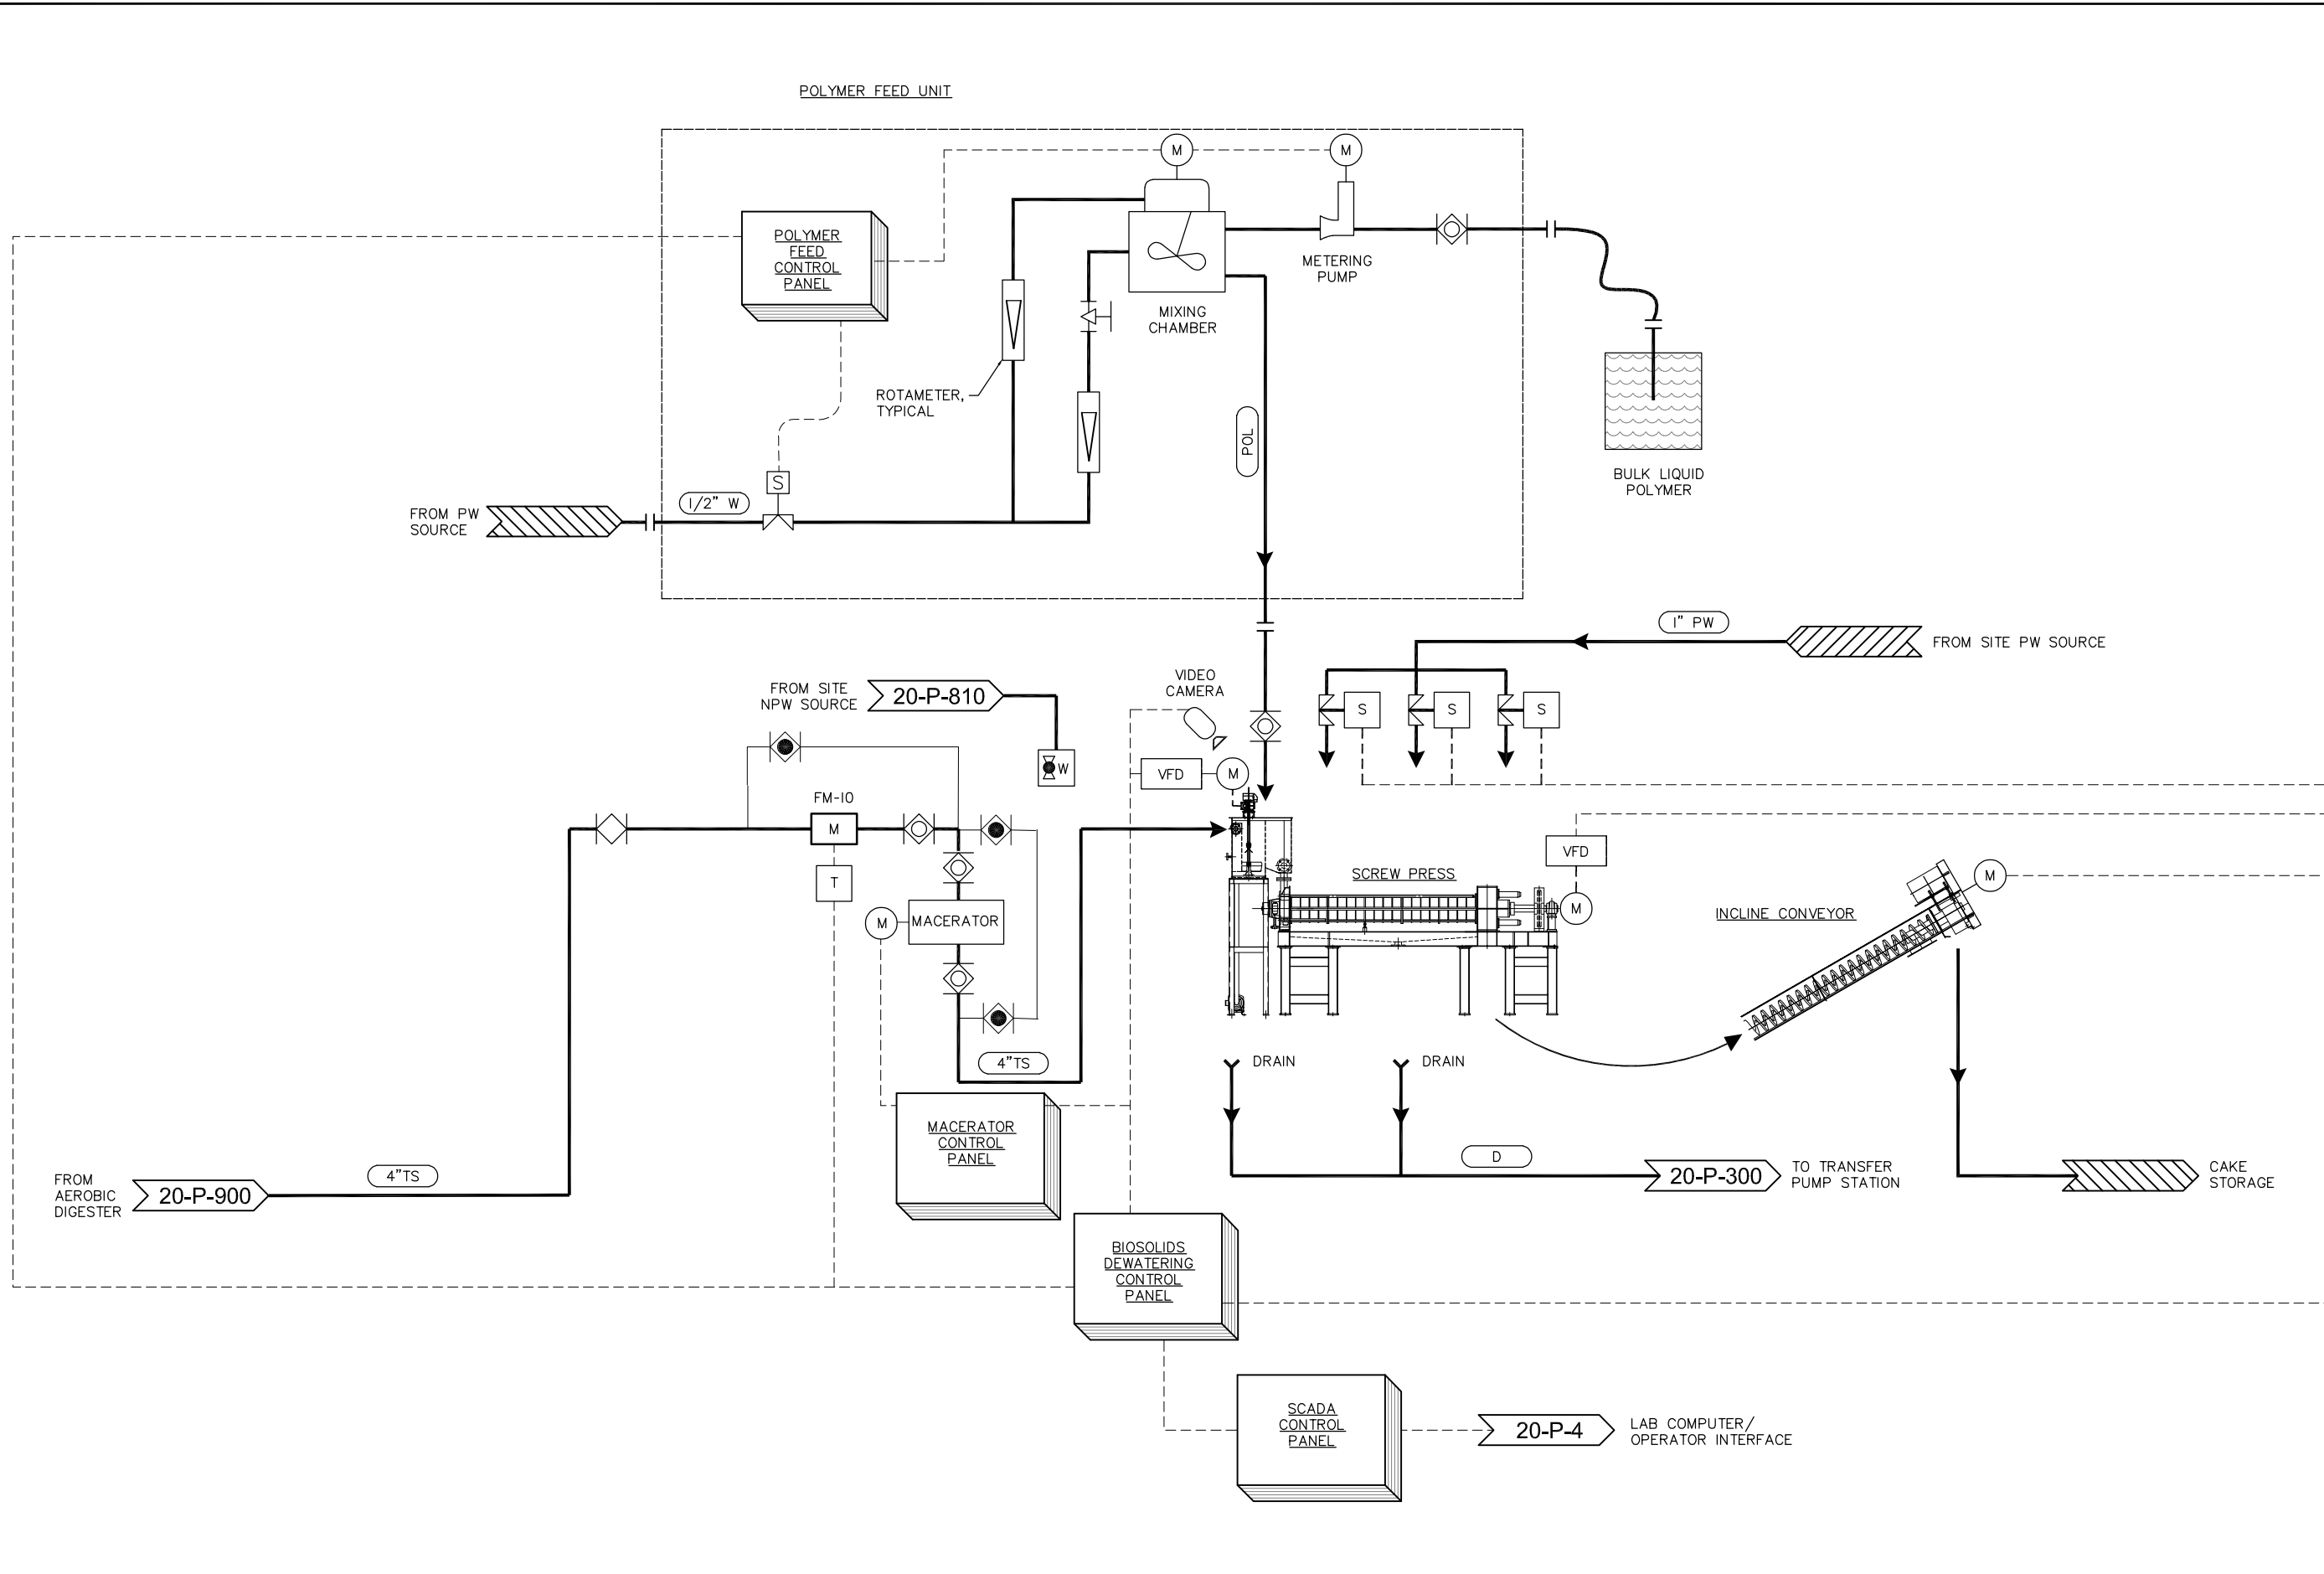 POLYMER FEED UNIT
M
M
POLYMER
FEED
CONTROL
PANEL
METERING
PUMP
MIXING
CHAMBER
ROTAMETER,
TYPICAL
POL
BULK LIQUID
POLYMER
S
1/2" W
FROM PW
SOURCE
1" PW
FROM SITE PW SOURCE
VIDEO
CAMERA
FROM SITE
NPW SOURCE
20-P-810
S
S
S
W
VFD
M
FM-10
M
T
VFD
M
SCREW PRESS
M
INCLINE CONVEYOR
M
MACERATOR
4"TS
DRAIN
DRAIN
MACERATOR
CONTROL
PANEL
D
FROM
AEROBIC
DIGESTER
20-P-900
4"TS
20-P-300
TO TRANSFER
PUMP STATION
CAKE
STORAGE
BIOSOLIDS
DEWATERING
CONTROL
PANEL
SCADA
CONTROL
PANEL
20-P-4
LAB COMPUTER/
OPERATOR INTERFACE